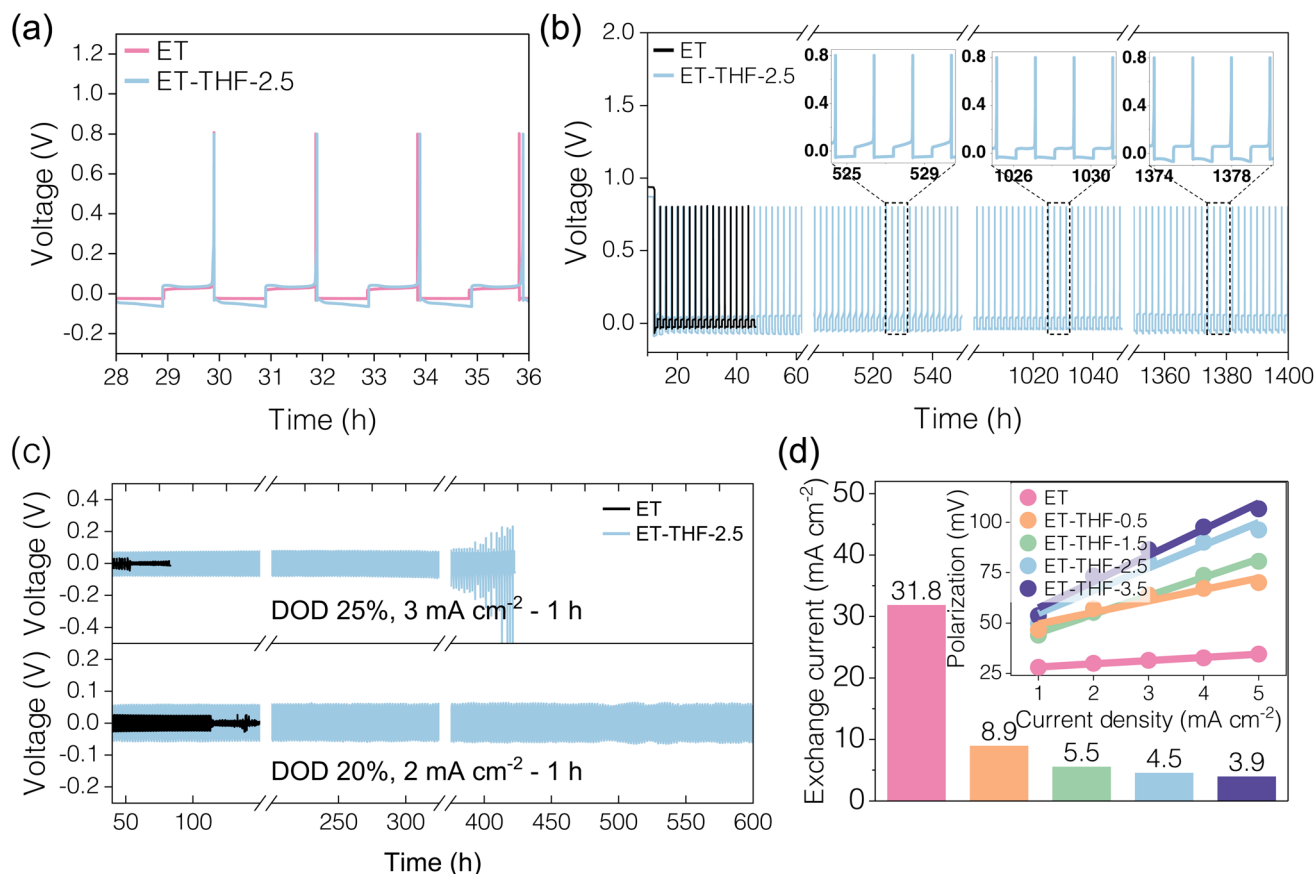 (a)
ET
ET-THF-2.5
1.2
1.0
0.8
0.6
0.4
0.2
0.0
-0.2
Voltage (V)
28 29 30 31 32 33 34 35 36
Time (h)
(b)
ET
ET-THF-2.5
2.0
1.5
1.0
0.5
0.0
Voltage (V)
0.8
0.4
0.0
525 529
0.8
0.4
0.0
1026 1030
0.8
0.4
0.0
1374 1378
20 40 60 520 540 1020 1040 1360 1380 1400
Time (h)
(c)
ET
ET-THF-2.5
0.4
0.2
0.0
-0.2
-0.4
Voltage (V)
DOD 25%, 3 mA cm⁻² - 1 h
0.2
0.1
0.0
-0.1
-0.2
Voltage (V)
DOD 20%, 2 mA cm⁻² - 1 h
50 100 250 300 400 450 500 550 600
Time (h)
(d)
50
40
30
20
10
0
Exchange current (mA cm⁻²)
31.8
8.9
5.5
4.5
3.9
ET
ET-THF-0.5
ET-THF-1.5
ET-THF-2.5
ET-THF-3.5
100
75
50
25
Polarization (mV)
1 2 3 4 5
Current density (mA cm⁻²)